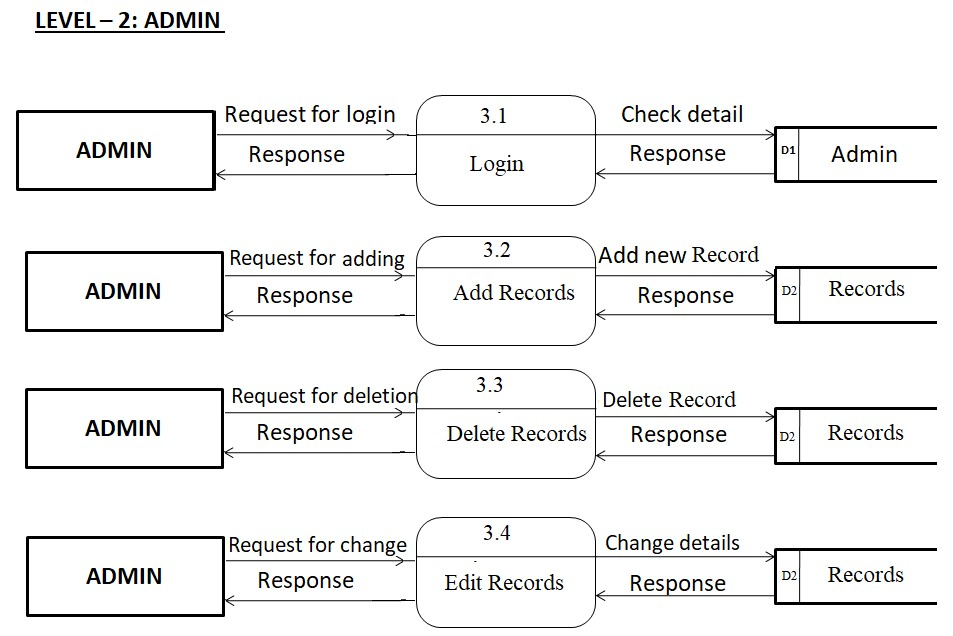 LEVEL – 2: ADMIN
ADMIN
Request for login
Response
3.1
Login
Check detail
Response
D1
Admin
ADMIN
Request for adding
Response
3.2
Add Records
Add new Record
Response
D2
Records
ADMIN
Request for deletion
Response
3.3
Delete Records
Delete Record
Response
D2
Records
ADMIN
Request for change
Response
3.4
Edit Records
Change details
Response
D2
Records